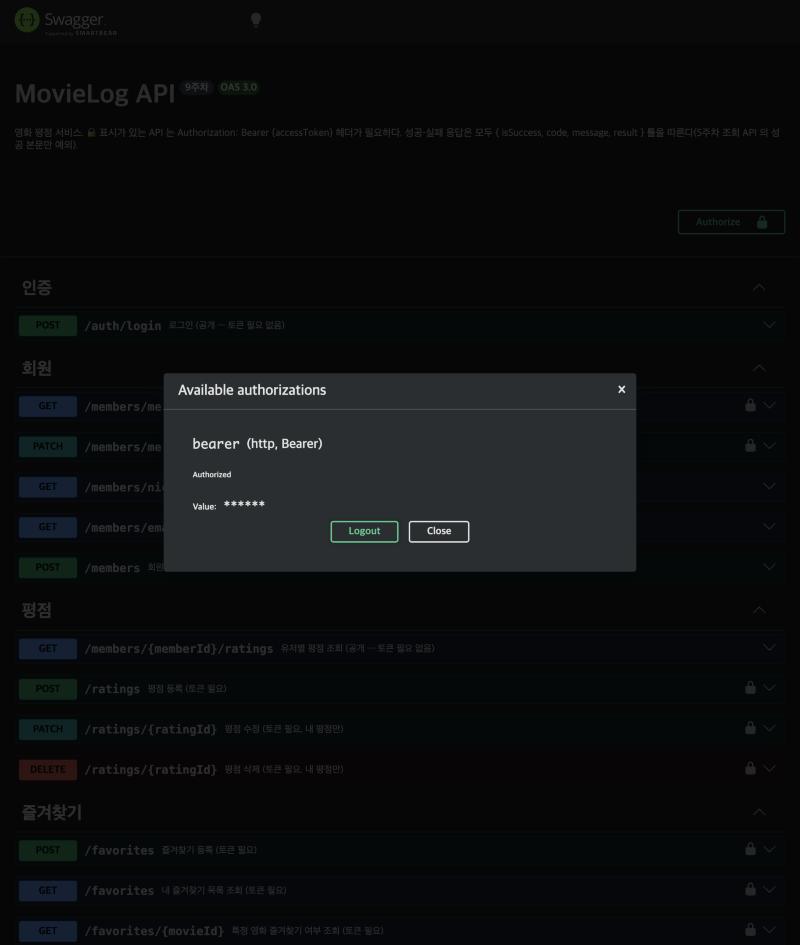 Swagger.
Supported by SMARTBEAR
MovieLog API 9주차 OAS 3.0
영화 평점 서비스. 🔒 표시가 있는 API 는 Authorization: Bearer {accessToken} 헤더가 필요하다. 성공·실패 응답은 모두 { isSuccess, code, message, result } 틀을 따른다(5주차 조회 API 의 성
공 본문만 예외).
Authorize
인증
POST /auth/login 로그인 (공개 — 토큰 필요 없음)
회원
GET /members/me
PATCH /members/me
Available authorizations ×
bearer (http, Bearer)
Authorized
Value: ******
Logout Close
GET /members/ni
GET /members/em
POST /members 회원
평점
GET /members/{memberId}/ratings 유저별 평점 조회 (공개 — 토큰 필요 없음)
POST /ratings 평점 등록 (토큰 필요)
PATCH /ratings/{ratingId} 평점 수정 (토큰 필요, 내 평점만)
DELETE /ratings/{ratingId} 평점 삭제 (토큰 필요, 내 평점만)
즐겨찾기
POST /favorites 즐겨찾기 등록 (토큰 필요)
GET /favorites 내 즐겨찾기 목록 조회 (토큰 필요)
GET /favorites/{movieId} 특정 영화 즐겨찾기 여부 조회 (토큰 필요)